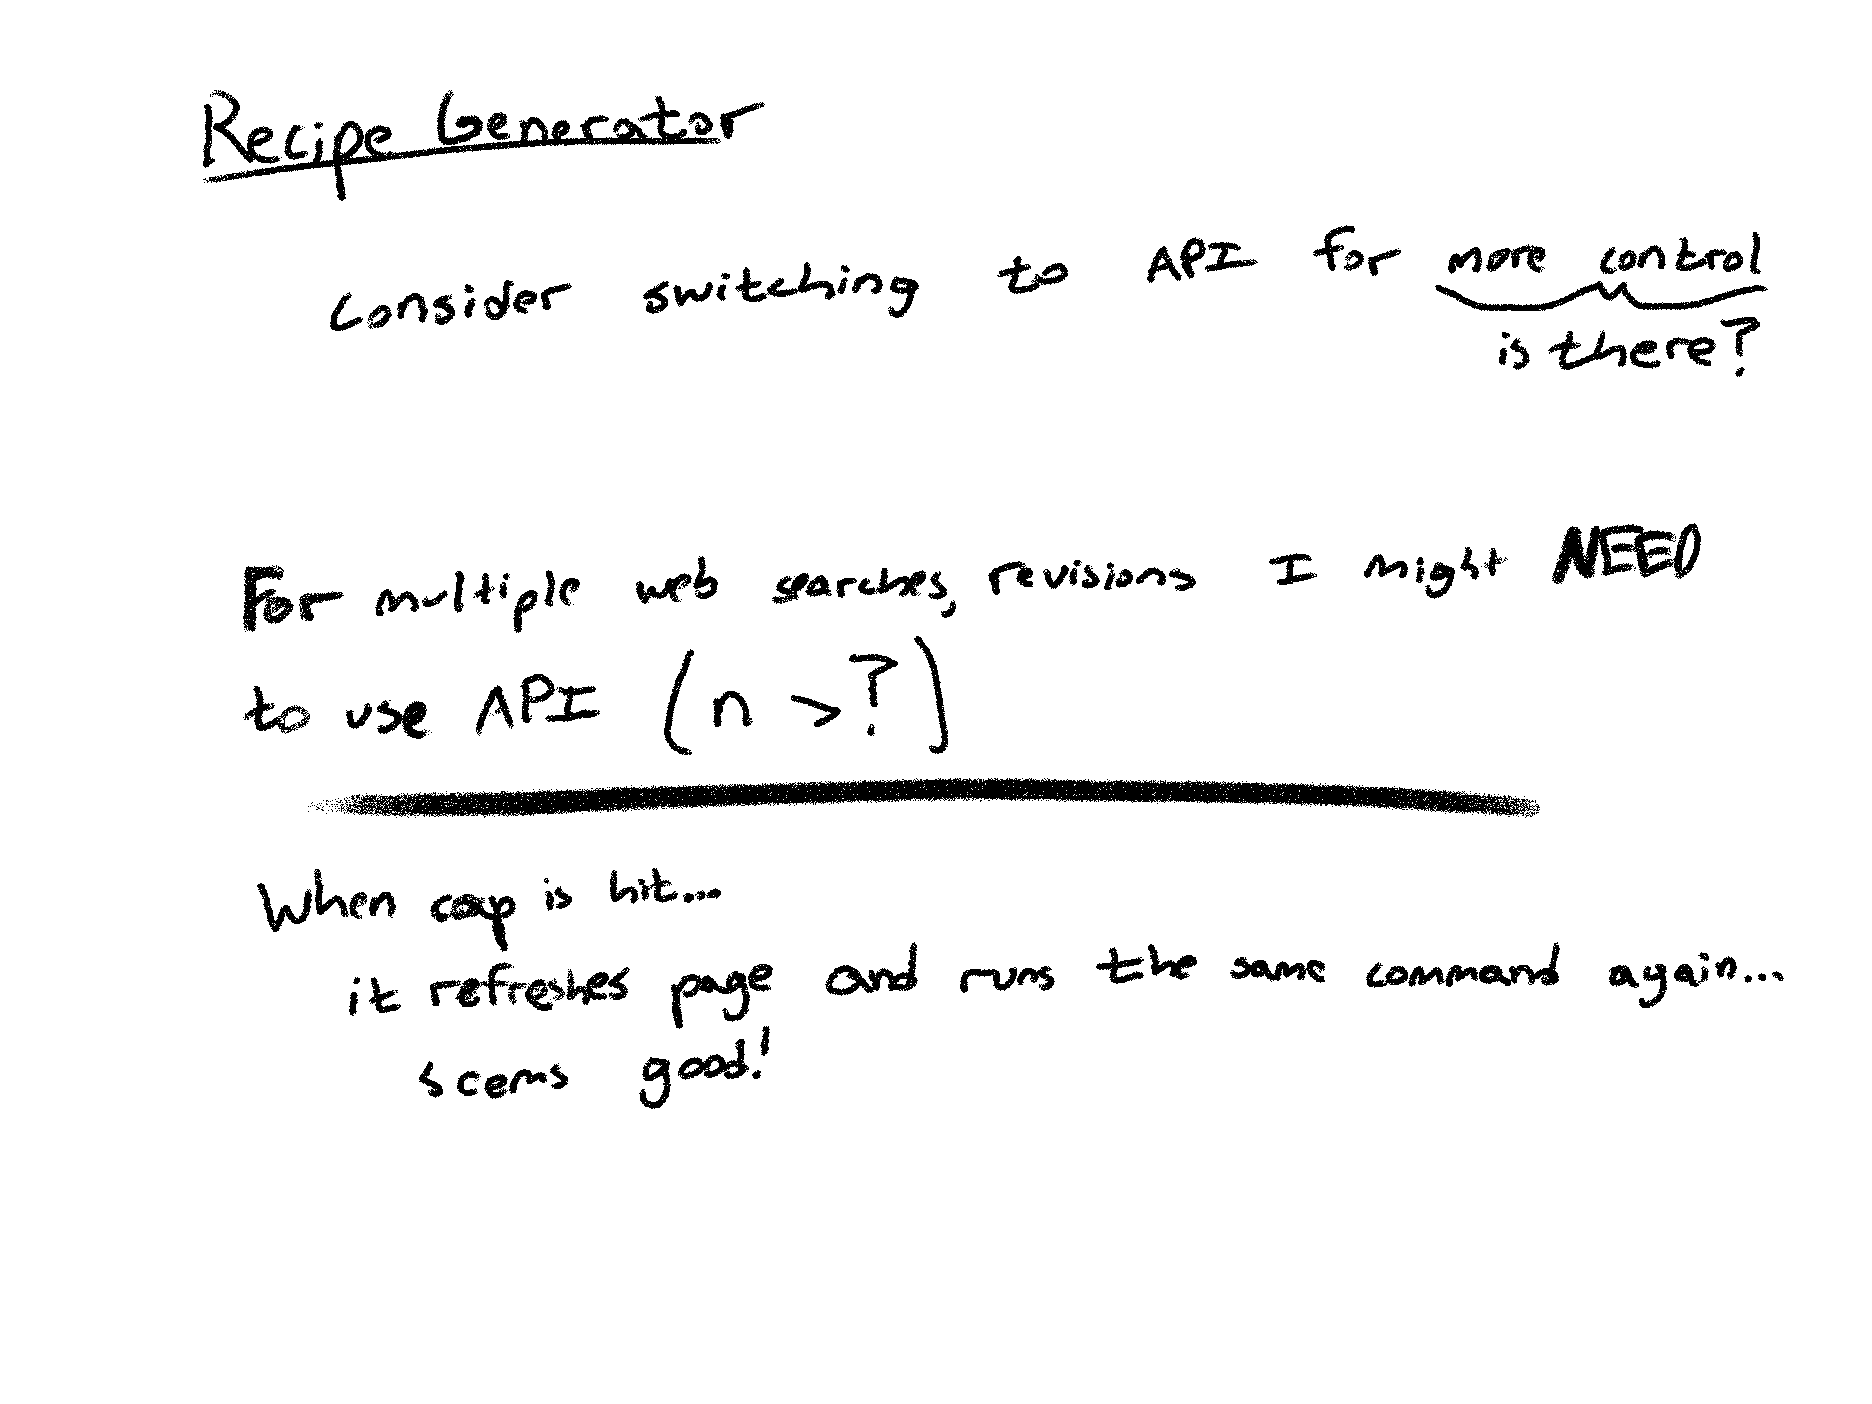 Recipe Generator
Consider switching to API for more control
is there?
For multiple web searches, revisions I might NEED
to use API (n > ?)
When cap is hit...
it refreshes page and runs the same command again...
seems good!